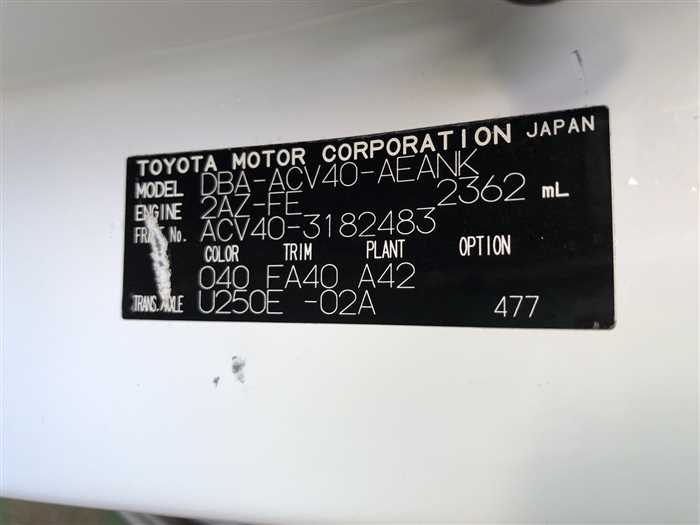 TOYOTA MOTOR CORPORATION JAPAN
MODEL DBA-ACV40-AEANK
ENGINE 2AZ-FE 2362 mL
FRAME No. ACV40-3182483
COLOR TRIM PLANT OPTION
040 FA40 A42
TRANS./AXLE U250E -02A 477